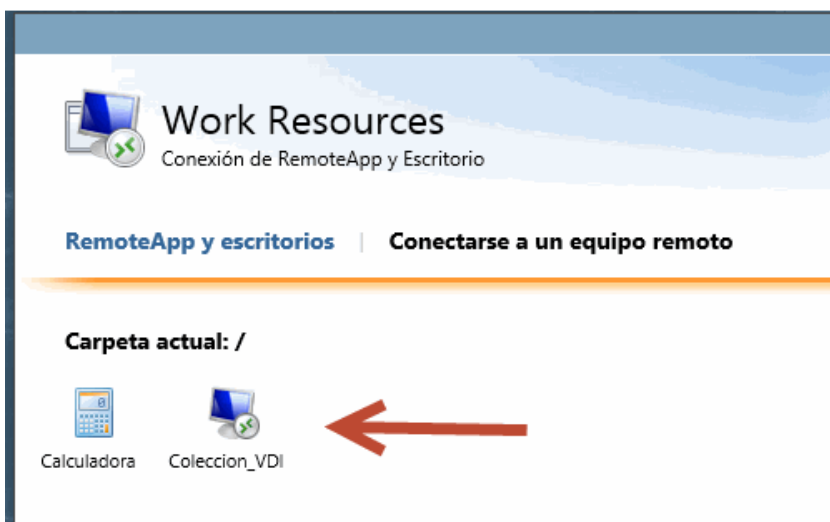 Work Resources
Conexión de RemoteApp y Escritorio
RemoteApp y escritorios | Conectarse a un equipo remoto
Carpeta actual: /
Calculadora Coleccion_VDI